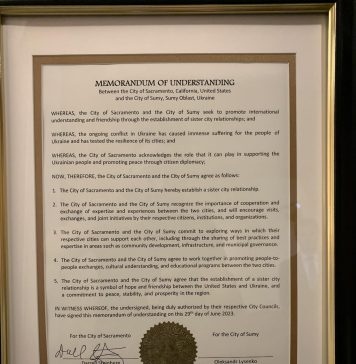 MEMORANDUM OF UNDERSTANDING
Between the City of Sacramento, California, United States
and the City of Sumy, Sumy Oblast, Ukraine
WHEREAS, the City of Sacramento and the City of Sumy seek to promote international
understanding and friendship through the establishment of sister city relationships; and
WHEREAS, the ongoing conflict in Ukraine has caused immense suffering for the people of
Ukraine and has tested the resilience of its cities; and
WHEREAS, the City of Sacramento acknowledges the role that it can play in supporting the
Ukrainian people and promoting peace through citizen diplomacy;
NOW, THEREFORE, the City of Sacramento and the City of Sumy agree as follows:
1. The City of Sacramento and the City of Sumy hereby establish a sister city relationship.
2. The City of Sacramento and the City of Sumy recognize the importance of cooperation and
exchange of expertise and experiences between the two cities, and will encourage visits,
exchanges, and joint initiatives by their respective citizens, institutions, and organizations.
3. The City of Sacramento and the City of Sumy commit to exploring ways in which their
respective cities can support each other, including through the sharing of best practices and
expertise in areas such as community development, infrastructure, and municipal governance.
4. The City of Sacramento and the City of Sumy agree to work together in promoting people-to-
people exchanges, cultural understanding, and educational programs between the two cities.
5. The City of Sacramento and the City of Sumy agree that the establishment of a sister city
relationship is a symbol of hope and friendship between the United States and Ukraine, and
a commitment to peace, stability, and prosperity in the region.
IN WITNESS WHEREOF, the undersigned, being duly authorised by their respective City Councils,
have signed this memorandum of understanding on this 29th day of June 2023.
For the City of Sacramento
For the City of Sumy
Darrell Steinberg
Oleksandr Lysenko